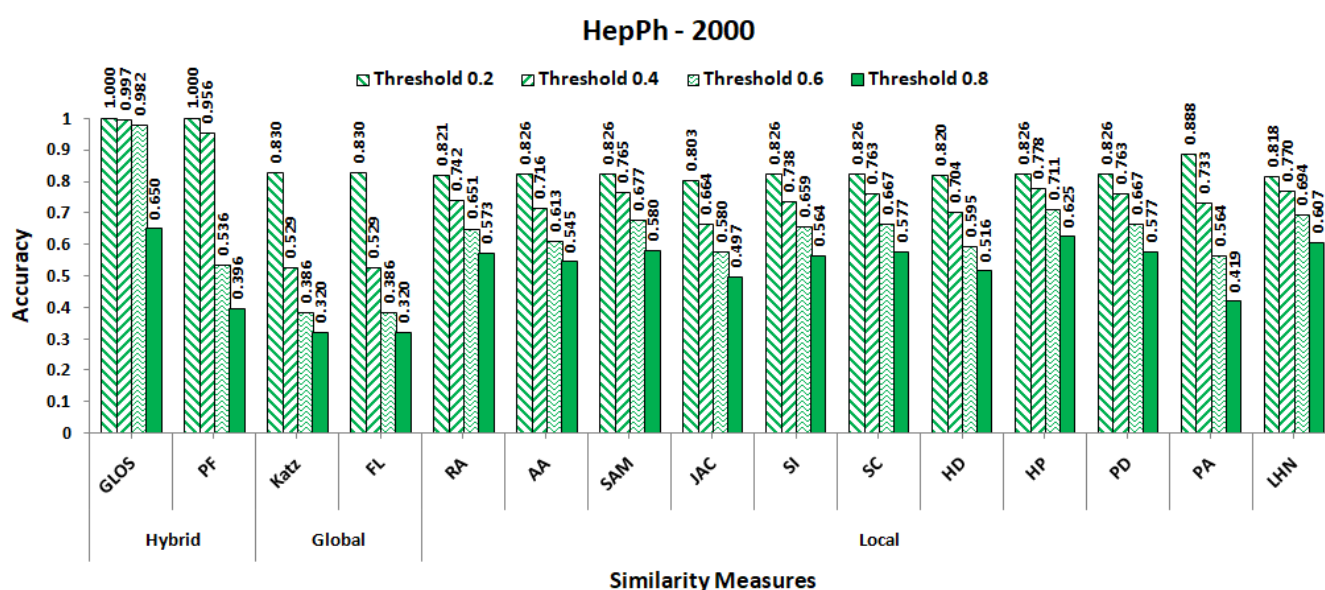 HepPh - 2000
Threshold 0.2 Threshold 0.4 Threshold 0.6 Threshold 0.8
1.000 0.997 0.982 0.650 1.000 0.956 0.536 0.396 0.830 0.529 0.386 0.320 0.830 0.529 0.386 0.320 0.821 0.742 0.651 0.573 0.826 0.716 0.613 0.545 0.826 0.765 0.677 0.580 0.803 0.664 0.580 0.497 0.826 0.738 0.659 0.564 0.826 0.763 0.667 0.577 0.820 0.704 0.595 0.516 0.826 0.778 0.711 0.625 0.826 0.763 0.667 0.577 0.888 0.733 0.564 0.419 0.818 0.770 0.694 0.607
Accuracy
1
0.9
0.8
0.7
0.6
0.5
0.4
0.3
0.2
0.1
0
GLOS PF Katz FL RA AA SAM JAC SI SC HD HP PD PA LHN
Hybrid Global Local
Similarity Measures